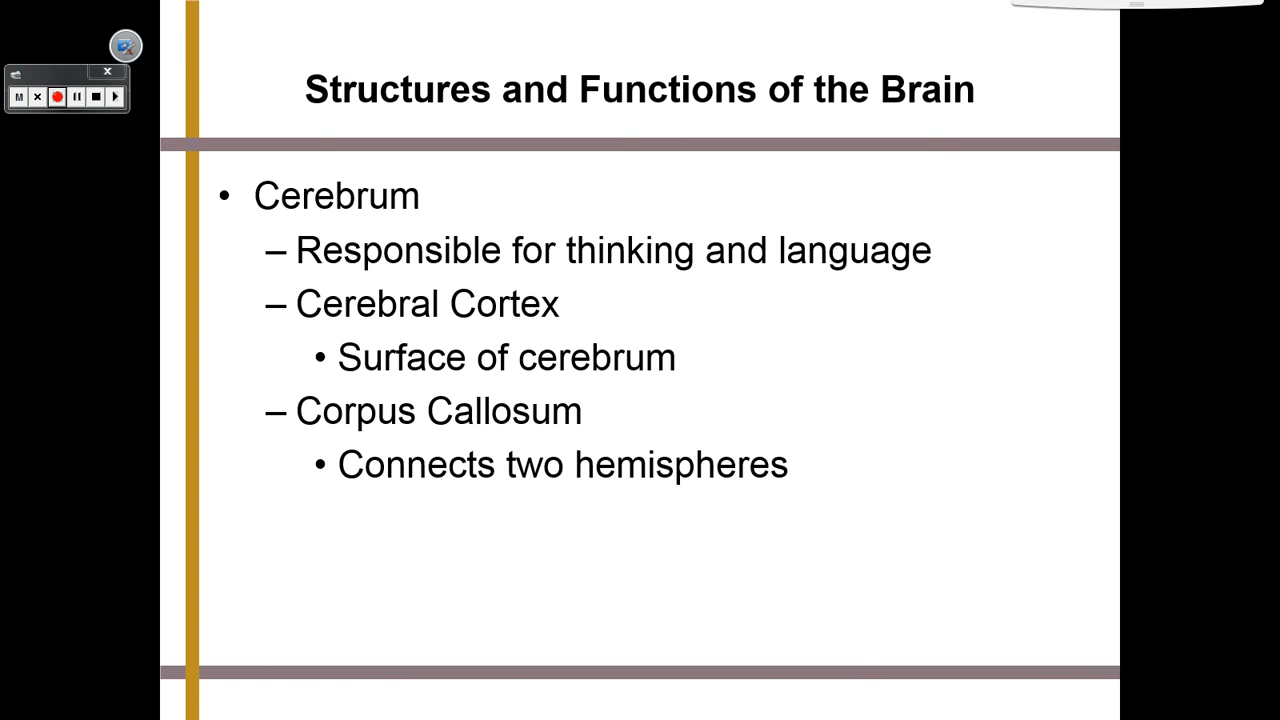 Structures and Functions of the Brain
M
• Cerebrum
– Responsible for thinking and language
– Cerebral Cortex
• Surface of cerebrum
– Corpus Callosum
• Connects two hemispheres